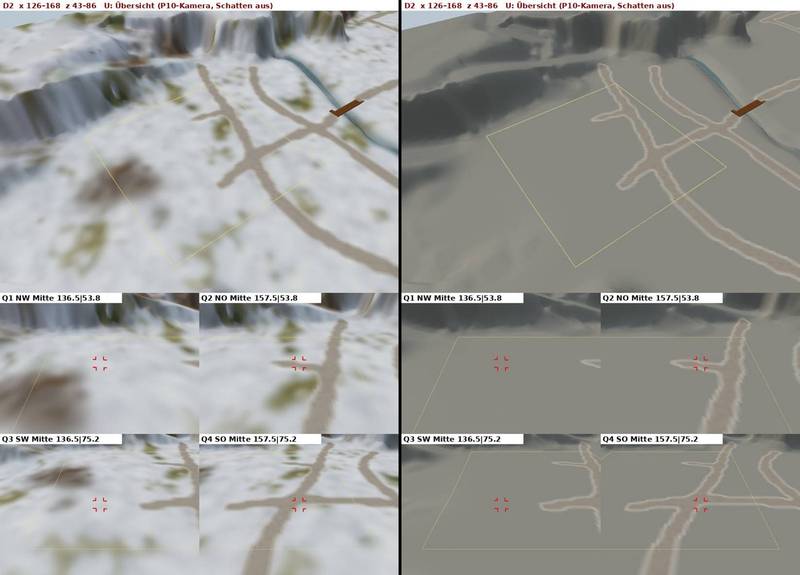 D2 x 126-168 z 43-86 U: Übersicht (P10-Kamera, Schatten aus)
D2 x 126-168 z 43-86 U: Übersicht (P10-Kamera, Schatten aus)
Q1 NW Mitte 136.5|53.8
Q2 NO Mitte 157.5|53.8
Q1 NW Mitte 136.5|53.8
Q2 NO Mitte 157.5|53.8
Q3 SW Mitte 136.5|75.2
Q4 SO Mitte 157.5|75.2
Q3 SW Mitte 136.5|75.2
Q4 SO Mitte 157.5|75.2